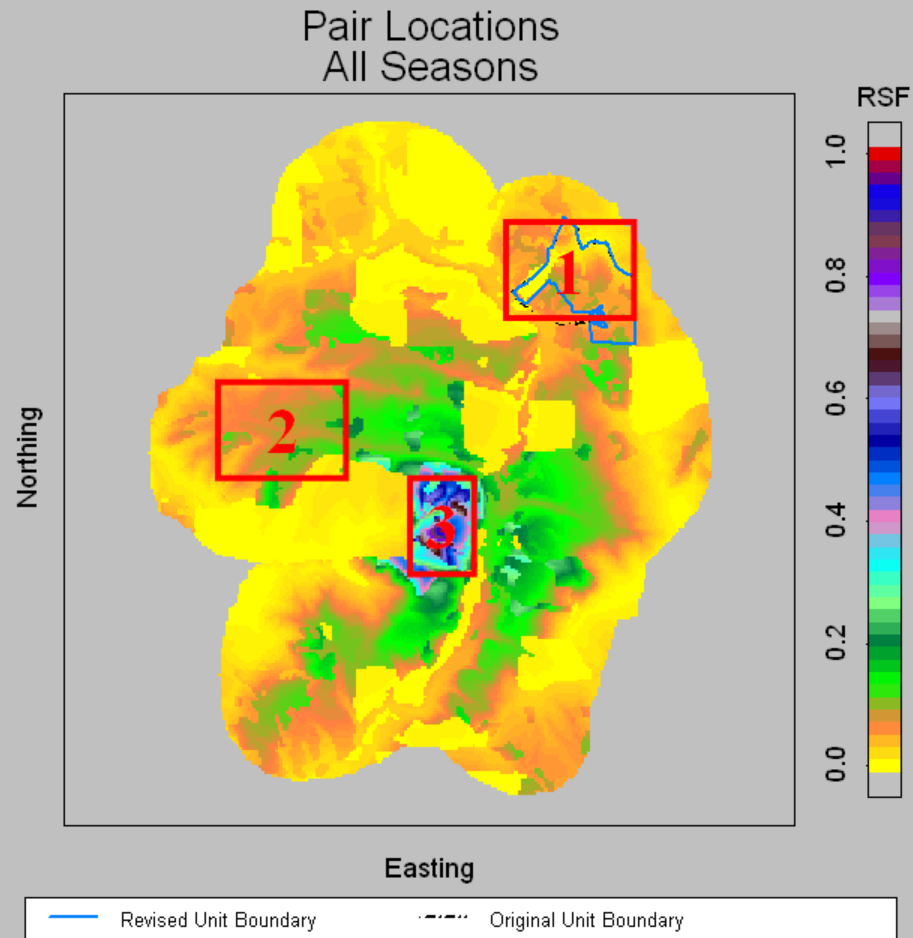 Pair Locations
All Seasons
RSF
1.0
0.8
0.6
0.4
0.2
0.0
1
2
3
Northing
Easting
Revised Unit Boundary
Original Unit Boundary